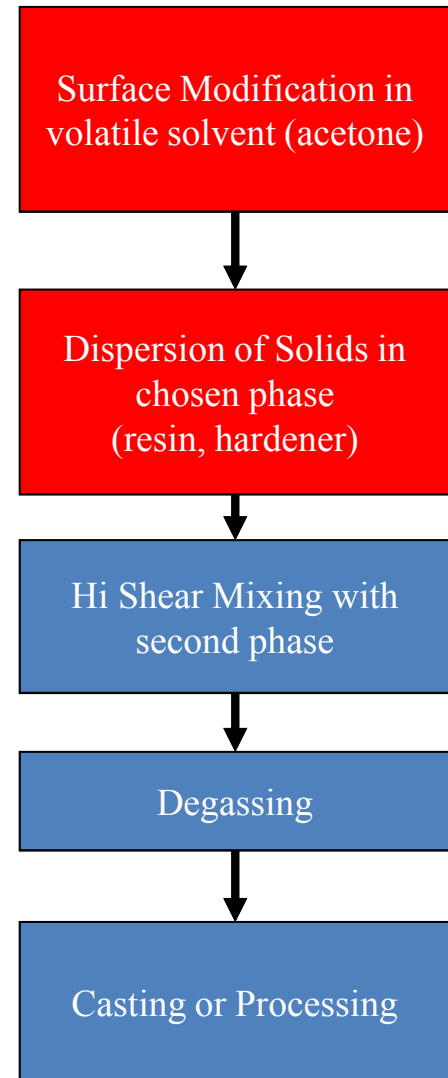 Surface Modification in
volatile solvent (acetone)
Dispersion of Solids in
chosen phase
(resin, hardener)
Hi Shear Mixing with
second phase
Degassing
Casting or Processing